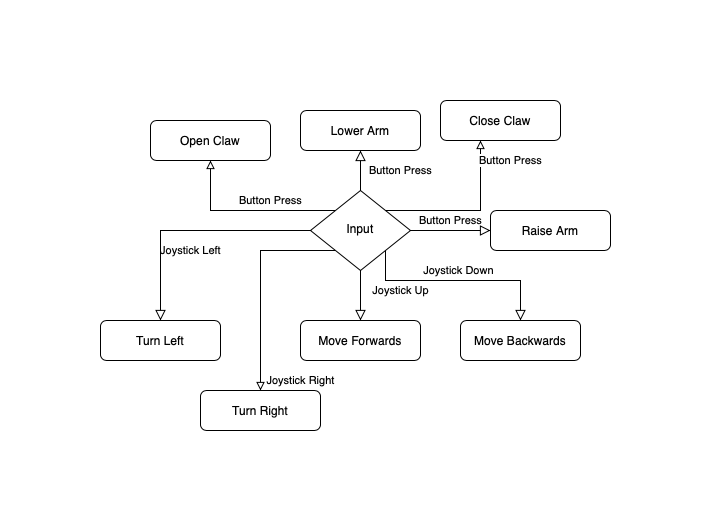 Close Claw
Lower Arm
Open Claw
Button Press
Button Press
Button Press
Button Press
Input
Raise Arm
Joystick Left
Joystick Down
Joystick Up
Turn Left
Move Forwards
Move Backwards
Joystick Right
Turn Right